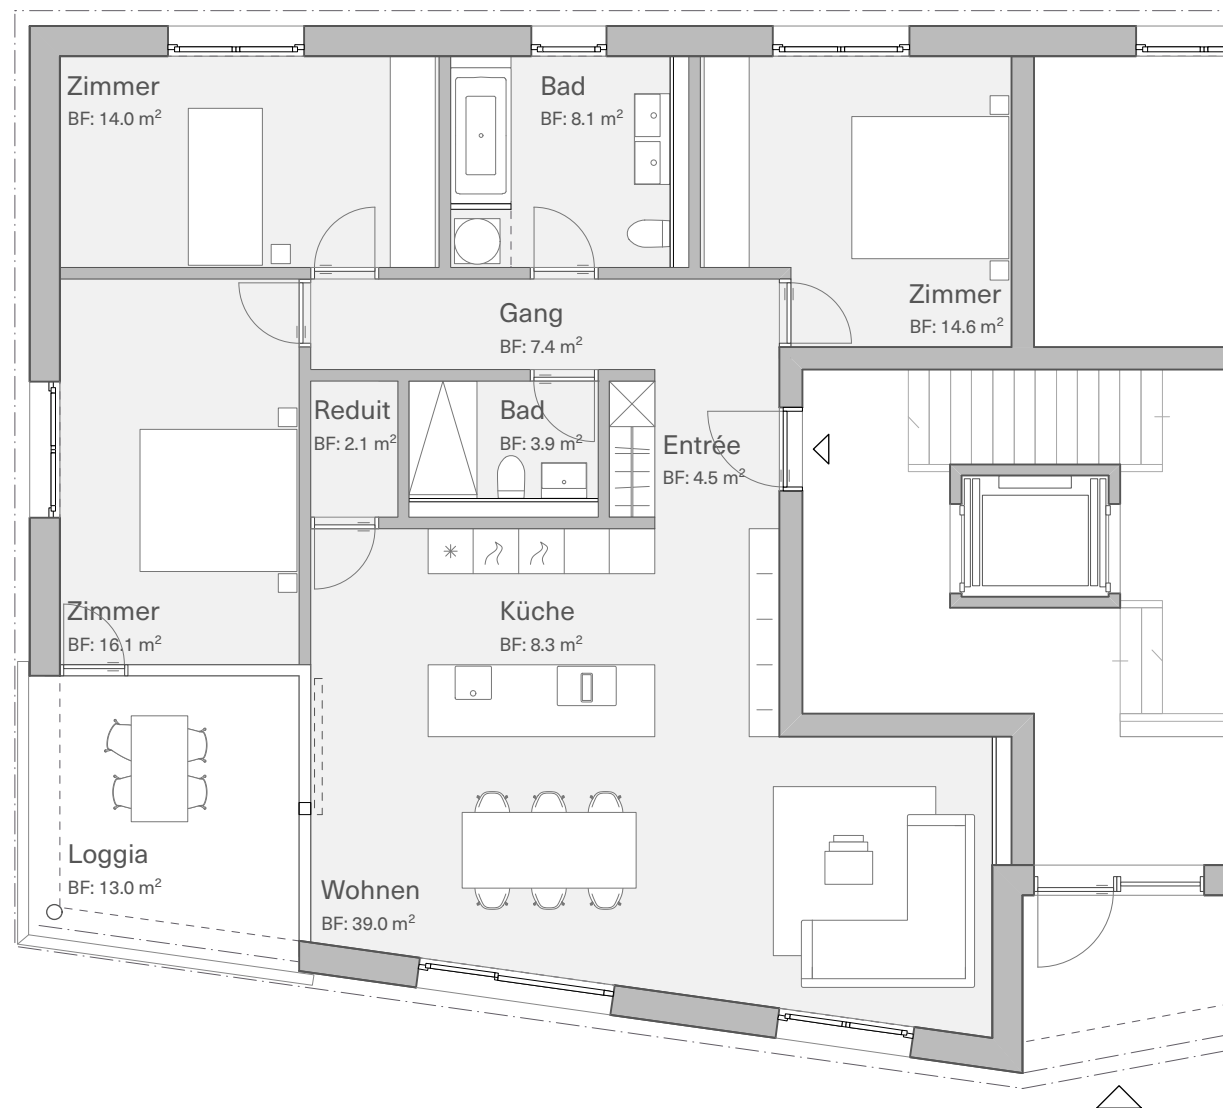 Zimmer
BF: 14.0 m²
Bad
BF: 8.1 m²
Zimmer
BF: 14.6 m²
Gang
BF: 7.4 m²
Reduit
BF: 2.1 m²
Bad
BF: 3.9 m²
Entrée
BF: 4.5 m²
Zimmer
BF: 16.1 m²
Küche
BF: 8.3 m²
Loggia
BF: 13.0 m²
Wohnen
BF: 39.0 m²